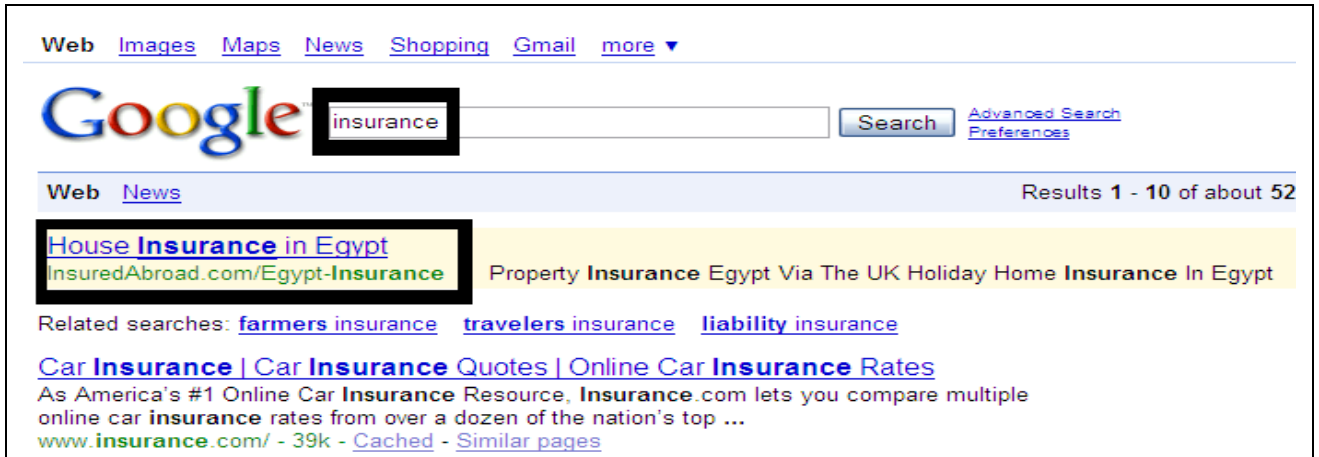 Web Images Maps News Shopping Gmail more ▼
Google™ insurance Search Advanced Search
Preferences
Web News Results 1 - 10 of about 52
House Insurance in Egypt
InsuredAbroad.com/Egypt-Insurance Property Insurance Egypt Via The UK Holiday Home Insurance In Egypt
Related searches: farmers insurance travelers insurance liability insurance
Car Insurance | Car Insurance Quotes | Online Car Insurance Rates
As America's #1 Online Car Insurance Resource, Insurance.com lets you compare multiple
online car insurance rates from over a dozen of the nation's top ...
www.insurance.com/ - 39k - Cached - Similar pages